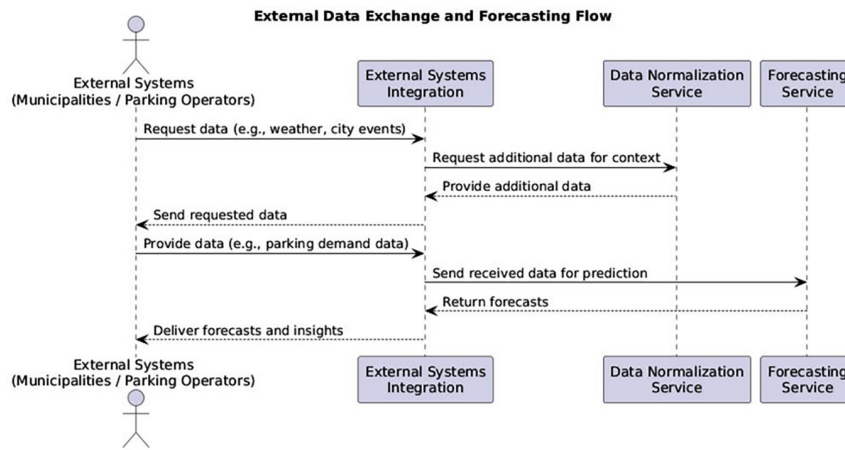 External Data Exchange and Forecasting Flow
External Systems
(Municipalities / Parking Operators)
External Systems
Integration
Data Normalization
Service
Forecasting
Service
Request data (e.g., weather, city events)
Request additional data for context
Provide additional data
Send requested data
Provide data (e.g., parking demand data)
Send received data for prediction
Return forecasts
Deliver forecasts and insights
External Systems
(Municipalities / Parking Operators)
External Systems
Integration
Data Normalization
Service
Forecasting
Service